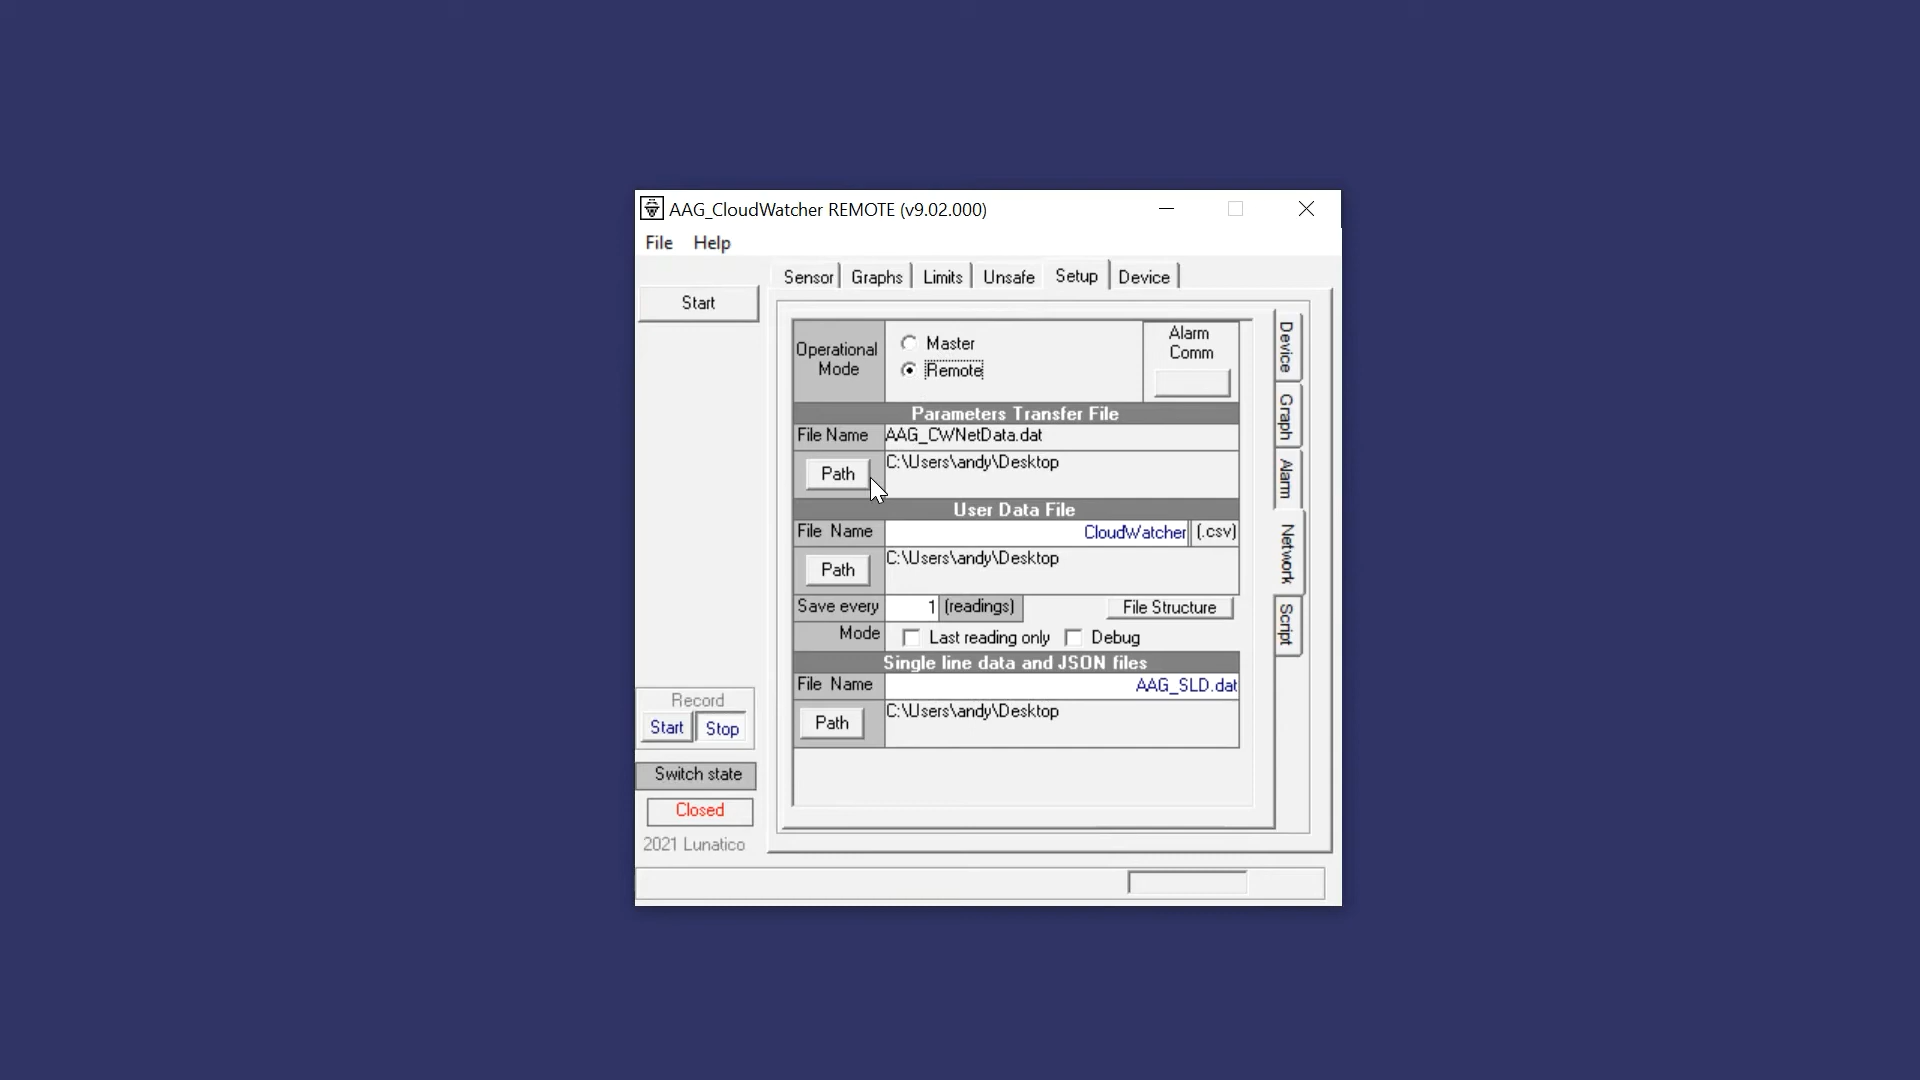 AAG_CloudWatcher REMOTE (v9.02.000)
File Help
Sensor Graphs Limits Unsafe Setup Device
Start
Operational
Mode
Master
Remote
Alarm
Comm
Parameters Transfer File
File Name AAG_CWNetData.dat
Path C:\Users\andy\Desktop
User Data File
File Name CloudWatcher (.csv)
Path C:\Users\andy\Desktop
Save every 1 (readings) File Structure
Mode Last reading only Debug
Single line data and JSON files
File Name AAG_SLD.dat
Path C:\Users\andy\Desktop
Device
Graph
Alarm
Network
Script
Record
Start Stop
Switch state
Closed
2021 Lunatico